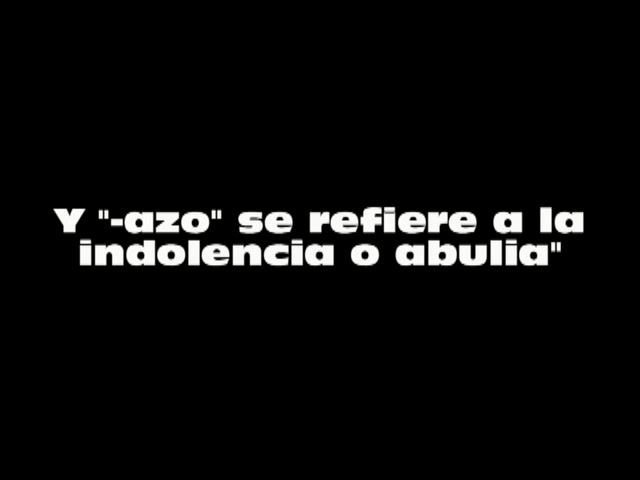 Y "-azo" se refiere a la
indolencia o abulia"